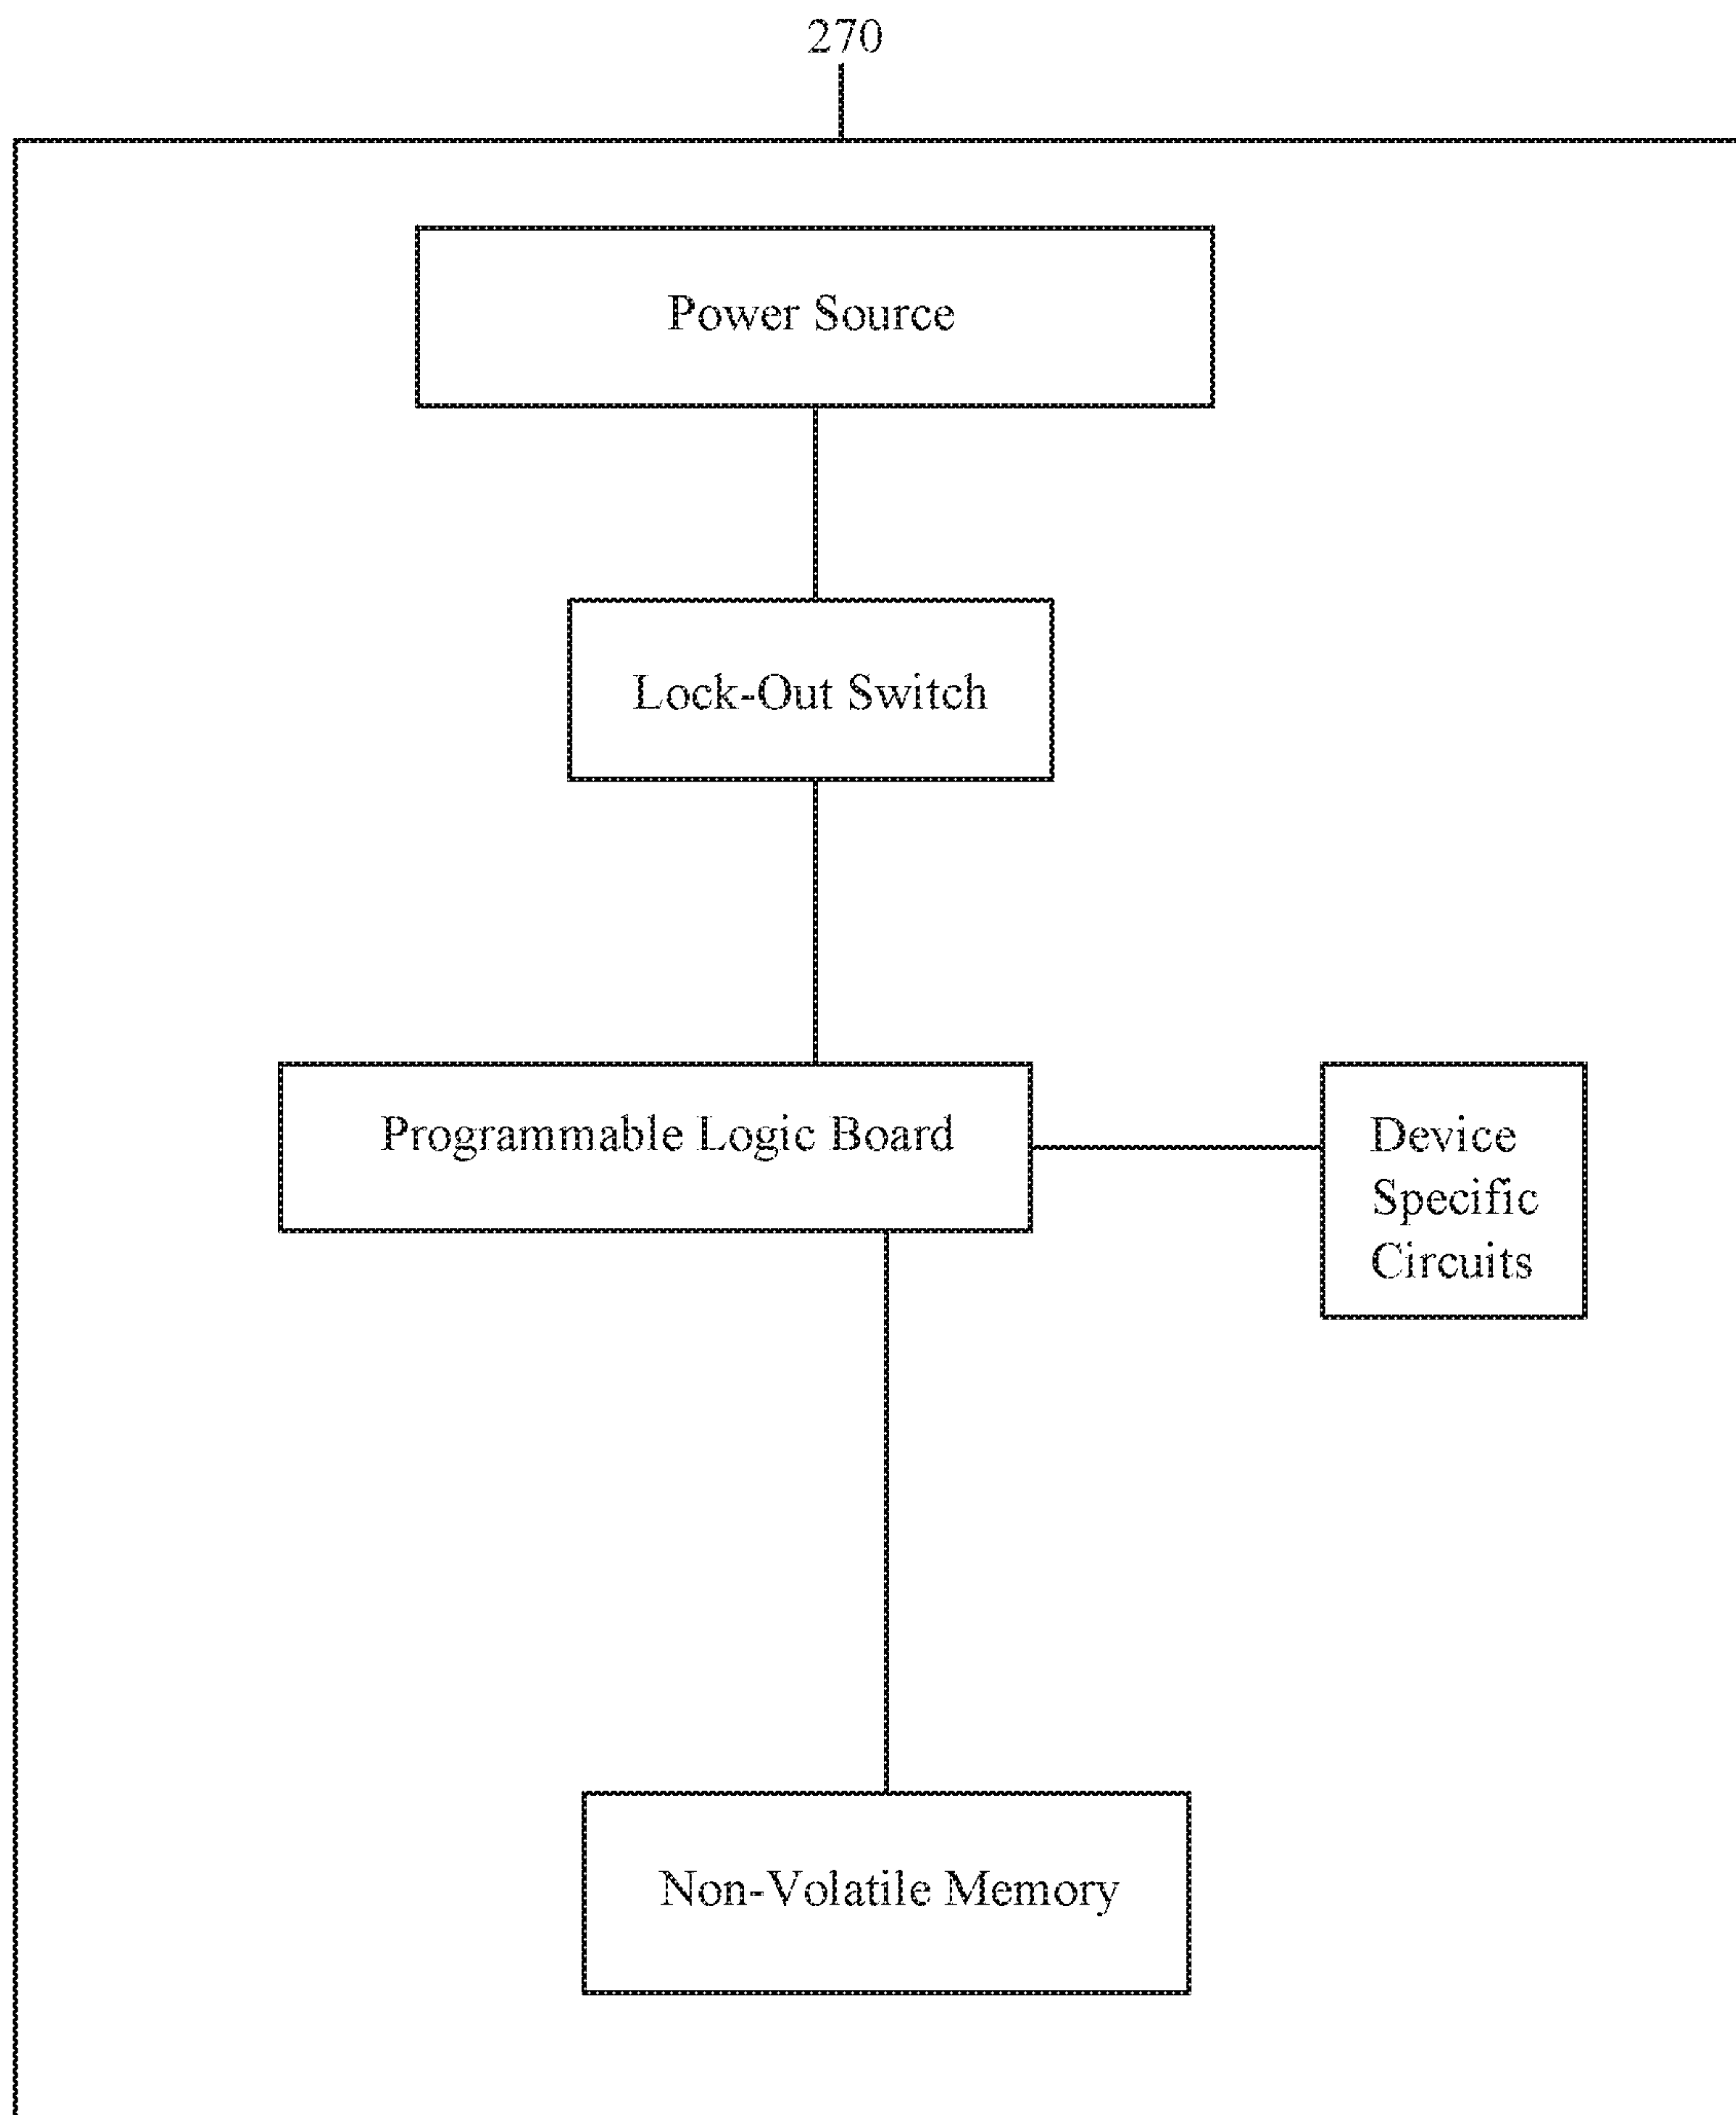 270
Power Source
Lock-Out Switch
Programmable Logic Board
Device
Specific
Circuits
Non-Volatile Memory